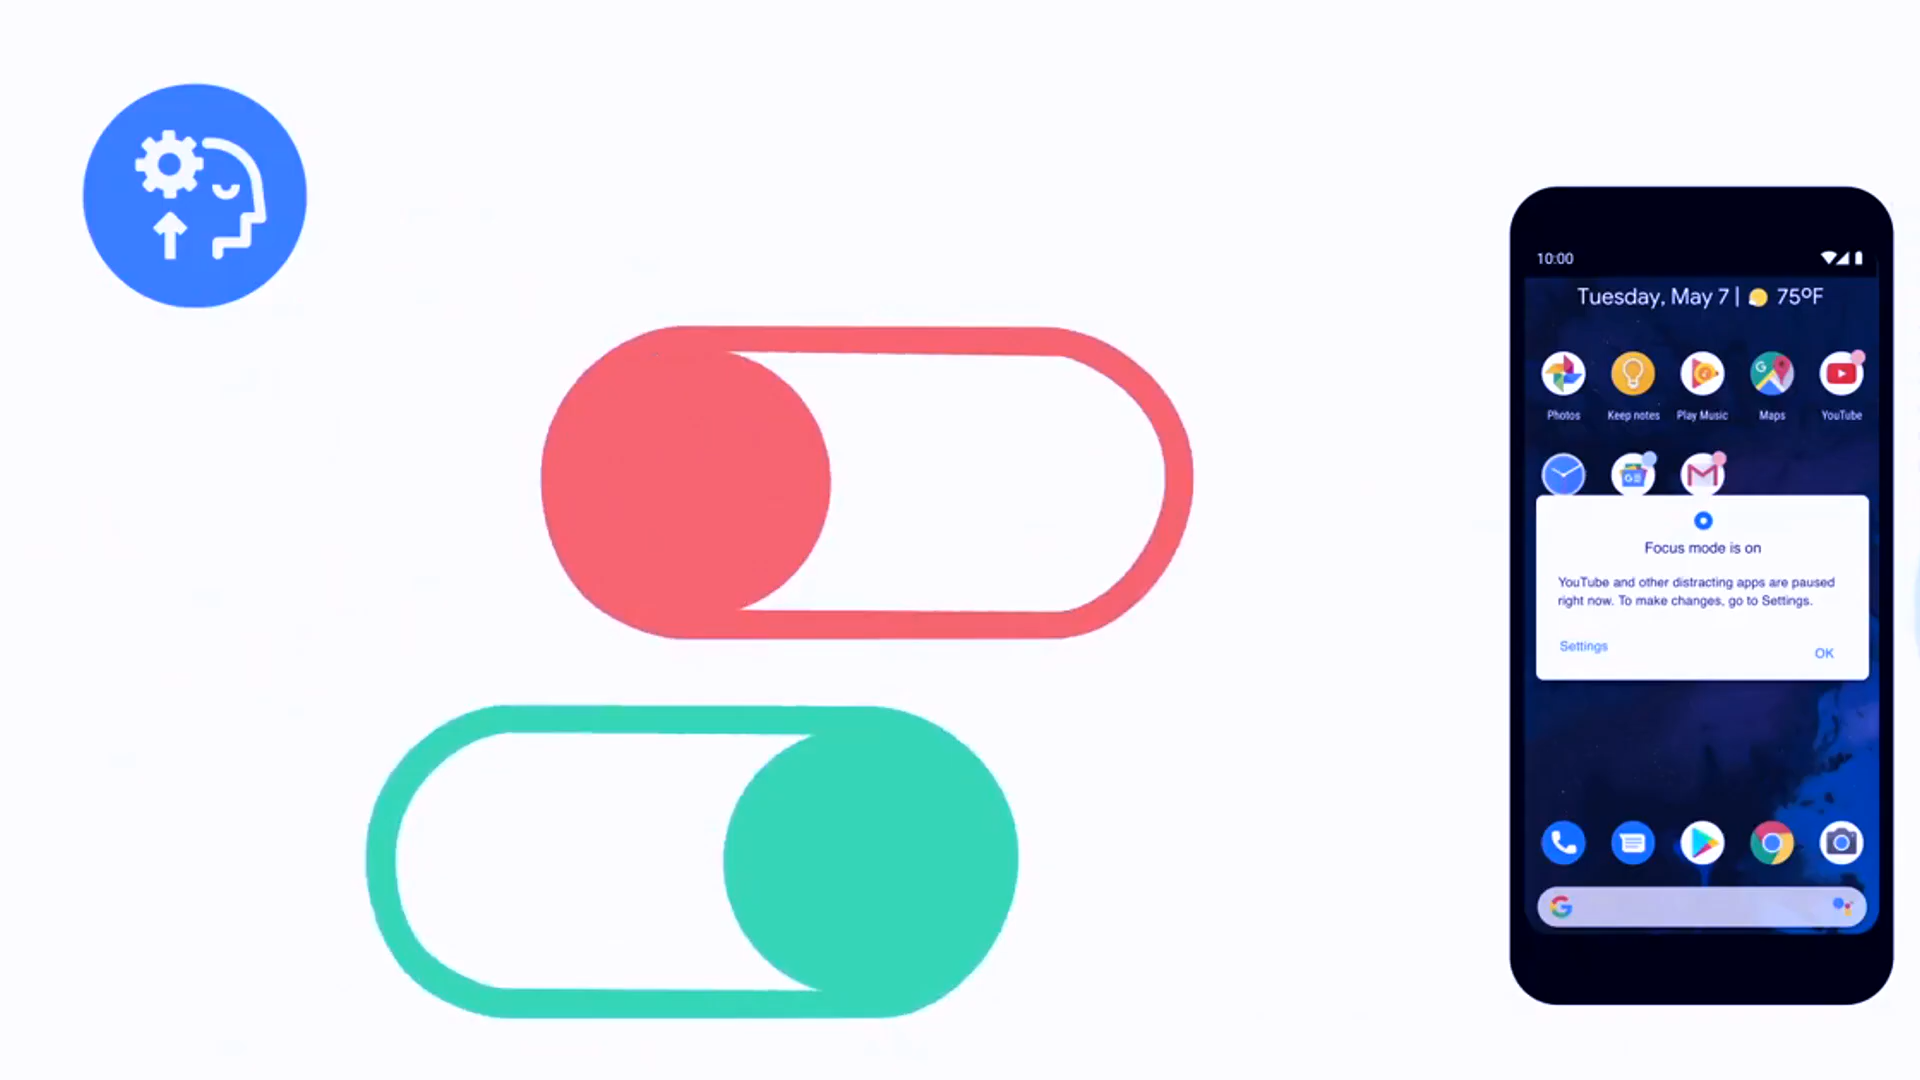 10:00
Tuesday, May 7 | 75ºF
Photos
Keep notes
Play Music
Maps
YouTube
Focus mode is on
YouTube and other distracting apps are paused
right now. To make changes, go to Settings.
Settings
OK